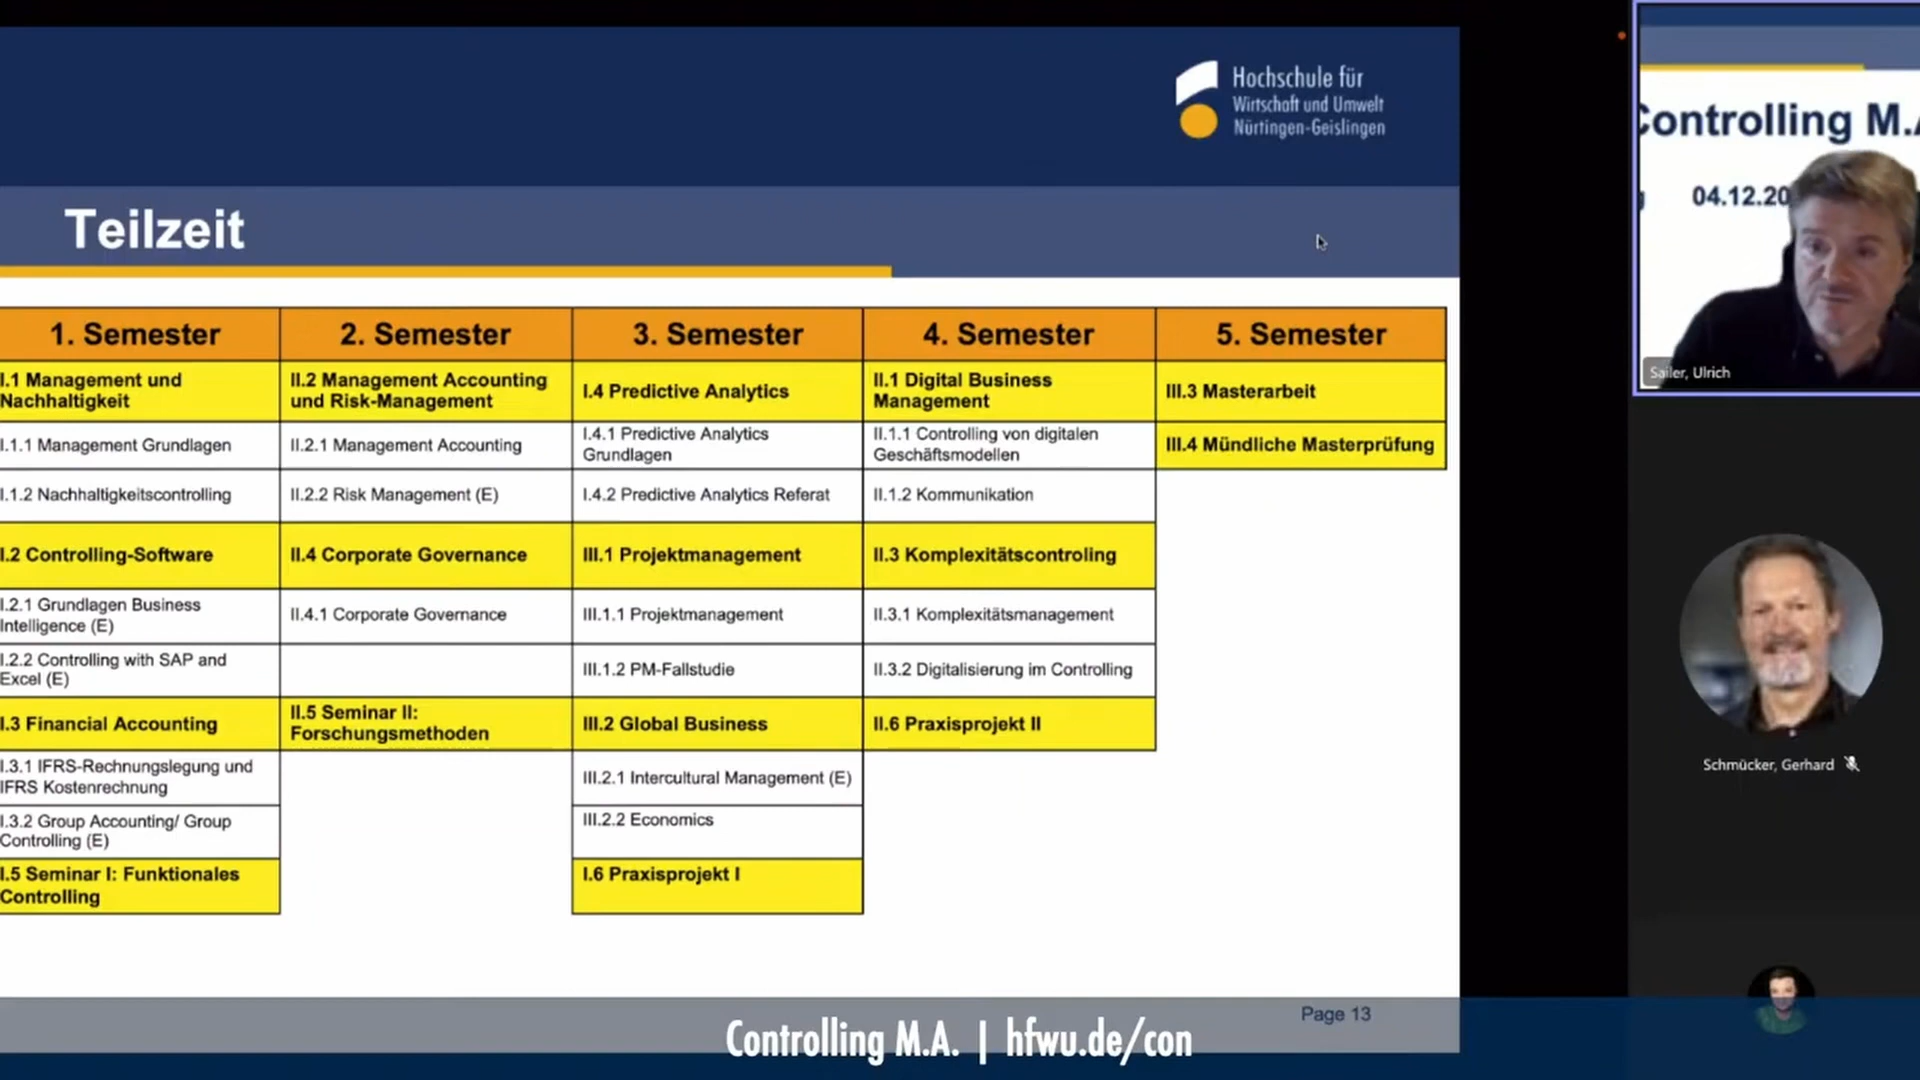 Hochschule für
Wirtschaft und Umwelt
Nürtingen-Geislingen
Teilzeit
1. Semester
2. Semester
3. Semester
4. Semester
5. Semester
I.1 Management und
Nachhaltigkeit
II.2 Management Accounting
und Risk-Management
I.4 Predictive Analytics
II.1 Digital Business
Management
III.3 Masterarbeit
I.1.1 Management Grundlagen
II.2.1 Management Accounting
I.4.1 Predictive Analytics
Grundlagen
II.1.1 Controlling von digitalen
Geschäftsmodellen
III.4 Mündliche Masterprüfung
I.1.2 Nachhaltigkeitscontrolling
II.2.2 Risk Management (E)
I.4.2 Predictive Analytics Referat
II.1.2 Kommunikation
I.2 Controlling-Software
II.4 Corporate Governance
III.1 Projektmanagement
II.3 Komplexitätscontroling
I.2.1 Grundlagen Business
Intelligence (E)
II.4.1 Corporate Governance
III.1.1 Projektmanagement
II.3.1 Komplexitätsmanagement
I.2.2 Controlling with SAP and
Excel (E)
III.1.2 PM-Fallstudie
II.3.2 Digitalisierung im Controlling
I.3 Financial Accounting
II.5 Seminar II:
Forschungsmethoden
III.2 Global Business
II.6 Praxisprojekt II
I.3.1 IFRS-Rechnungslegung und
IFRS Kostenrechnung
III.2.1 Intercultural Management (E)
I.3.2 Group Accounting/ Group
Controlling (E)
III.2.2 Economics
I.5 Seminar I: Funktionales
Controlling
I.6 Praxisprojekt I
Page 13
Controlling M.A. | hfwu.de/con
Controlling M.A
04.12.20
Sailer, Ulrich
Schmücker, Gerhard